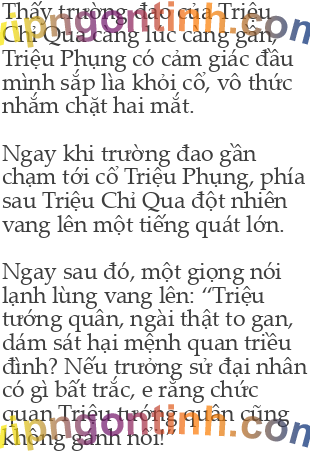 Thấy trường đao của Triệu
Chỉ Qua càng lúc càng gần,
Triệu Phụng có cảm giác đầu
mình sắp lìa khỏi cổ, vô thức
nhắm chặt hai mắt.

Ngay khi trường đao gần
chạm tới cổ Triệu Phụng, phía
sau Triệu Chỉ Qua đột nhiên
vang lên một tiếng quát lớn.

Ngay sau đó, một giọng nói
lạnh lùng vang lên: “Triệu
tướng quân, ngài thật to gan,
dám sát hại mệnh quan triều
đình? Nếu trưởng sử đại nhân
có gì bất trắc, e rằng chức
quan Triệu tướng quân cũng
không gánh nổi!”